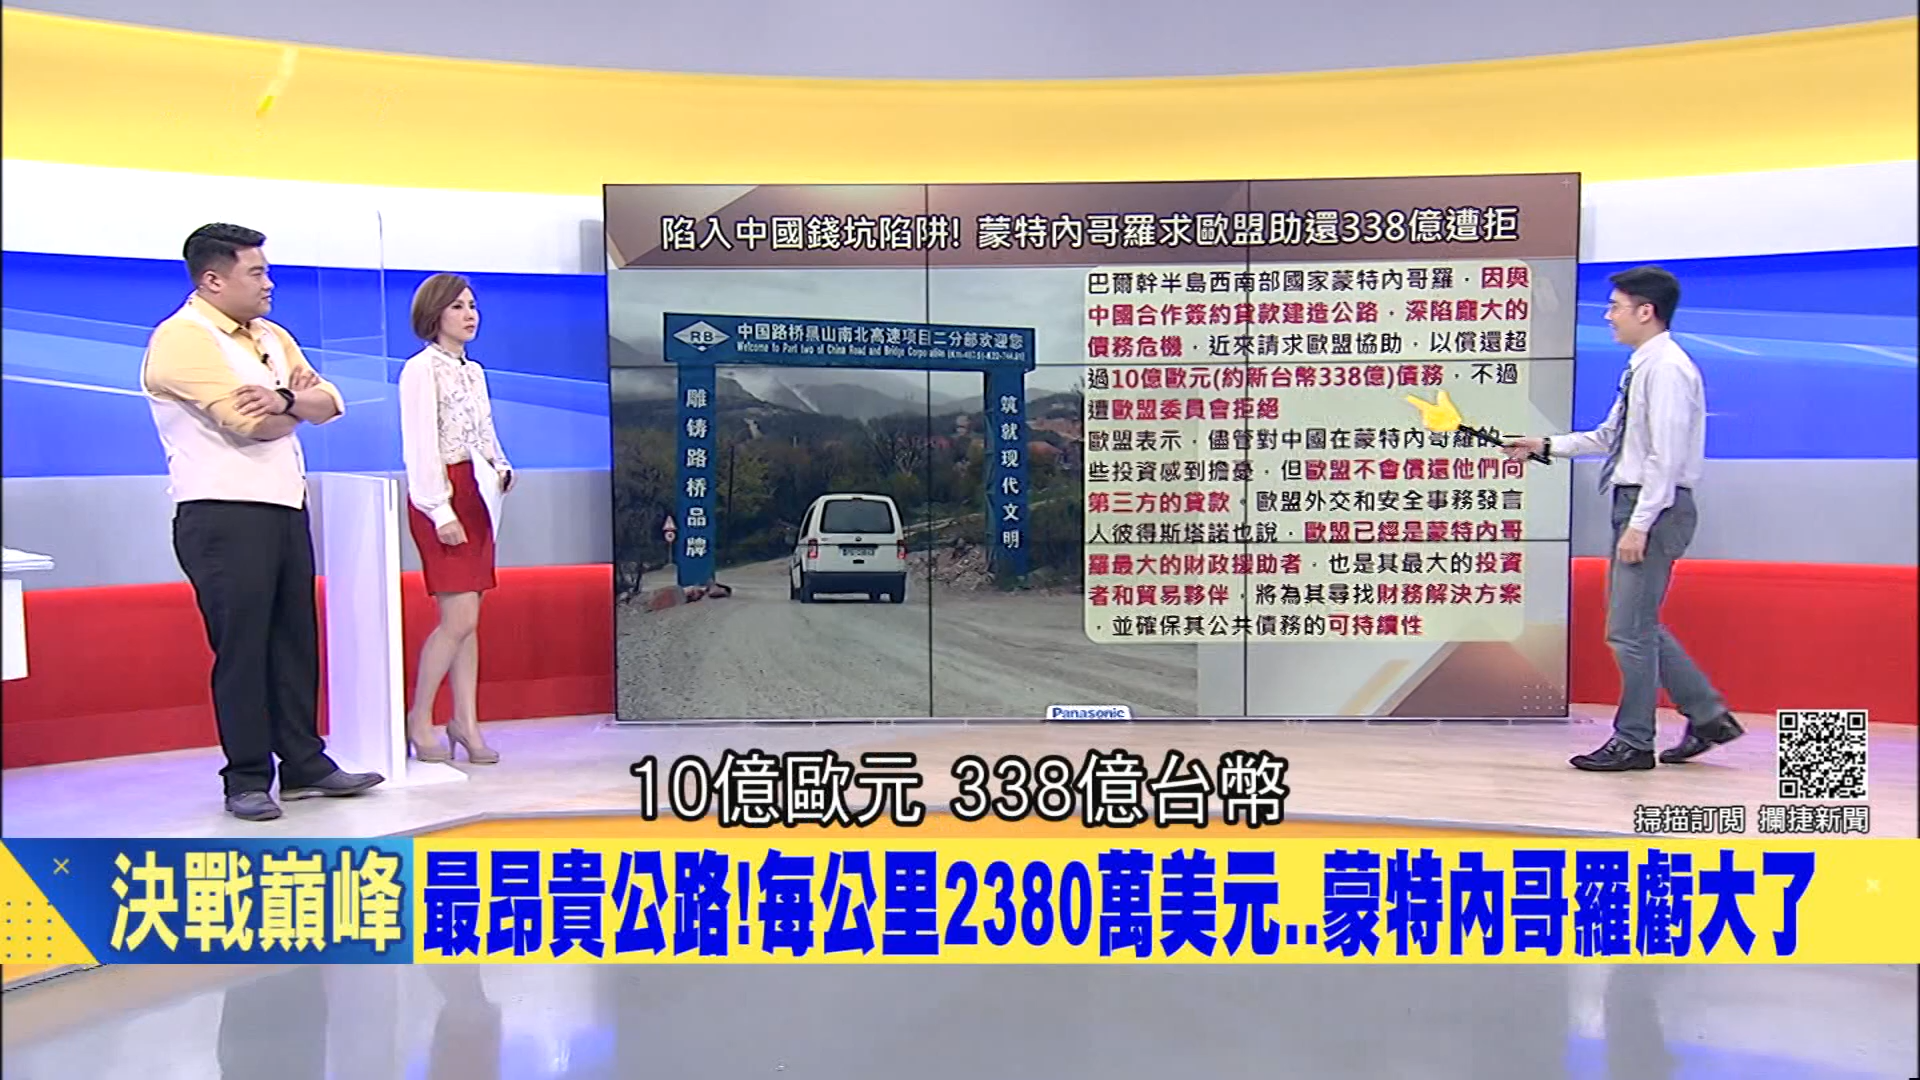 陷入中國錢坑陷阱! 蒙特內哥羅求歐盟助還338億遭拒
RB
中国路桥黑山南北高速项目二分部欢迎您
雕铸路桥品牌
筑就现代文明
巴爾幹半島西南部國家蒙特內哥羅，因與
中國合作簽約貸款建造公路，深陷龐大的
債務危機，近來請求歐盟協助，以償還超
過10億歐元(約新台幣338億)債務，不過
遭歐盟委員會拒絕
歐盟表示，儘管對中國在蒙特內哥羅的一
些投資感到擔憂，但歐盟不會償還他們向
第三方的貸款。歐盟外交和安全事務發言
人彼得斯塔諾也說，歐盟已經是蒙特內哥
羅最大的財政援助者，也是其最大的投資
者和貿易夥伴，將為其尋找財務解決方案
，並確保其公共債務的可持續性
Panasonic
10億歐元 338億台幣
掃描訂閱 攔捷新聞
決戰巔峰
最昂貴公路!每公里2380萬美元..蒙特內哥羅虧大了